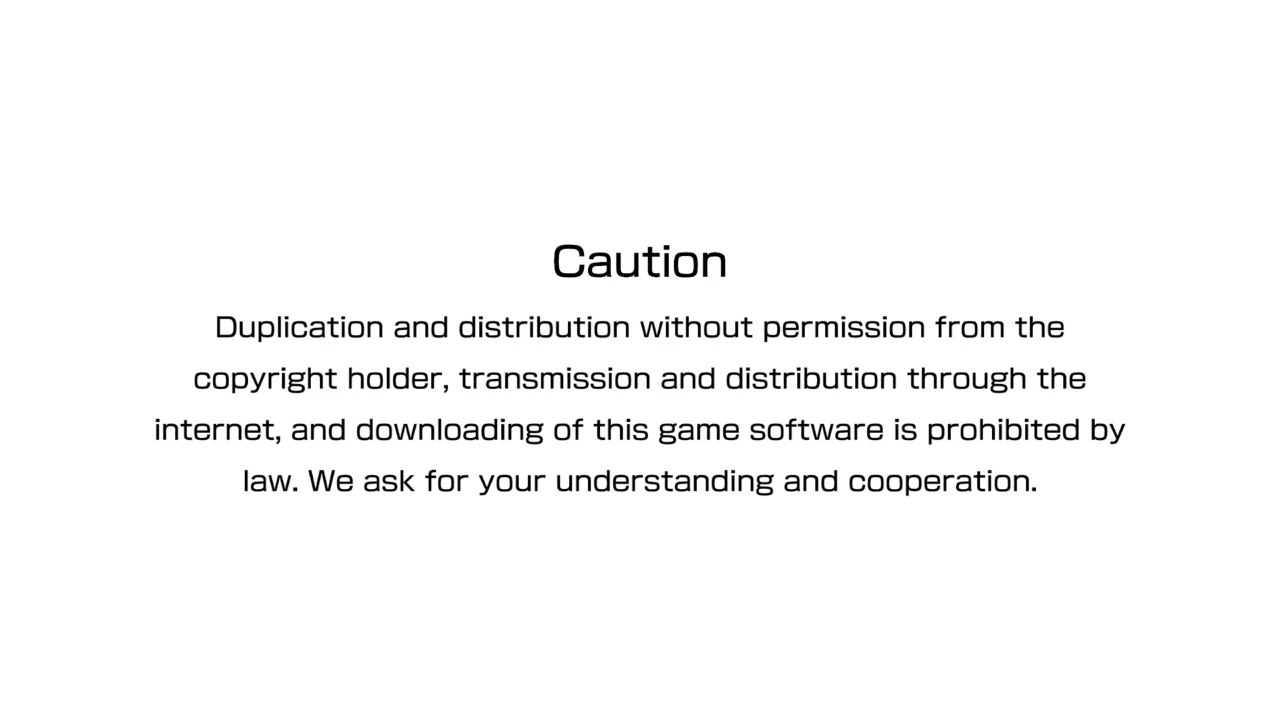 Caution
Duplication and distribution without permission from the
copyright holder, transmission and distribution through the
internet, and downloading of this game software is prohibited by
law. We ask for your understanding and cooperation.